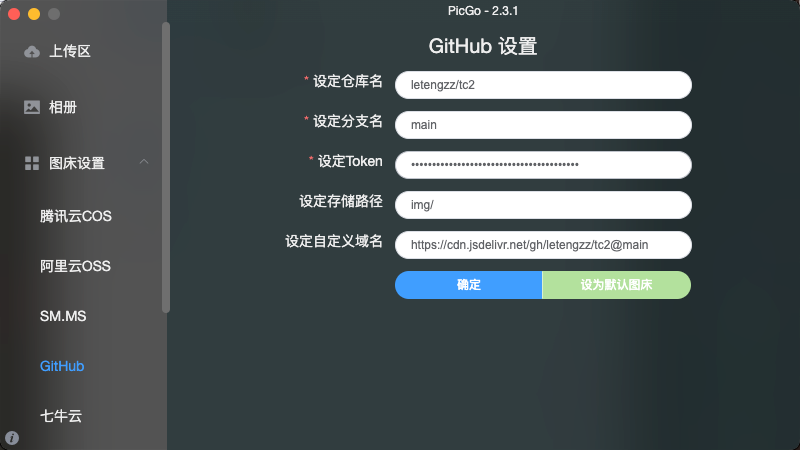 PicGo - 2.3.1
上传区
相册
图床设置
腾讯云COS
阿里云OSS
SM.MS
GitHub
七牛云
GitHub 设置
* 设定仓库名 letengzz/tc2
* 设定分支名 main
* 设定Token ••••••••••••••••••••••••••••••••••••••••
设定存储路径 img/
设定自定义域名 https://cdn.jsdelivr.net/gh/letengzz/tc2@main
确定 设为默认图床